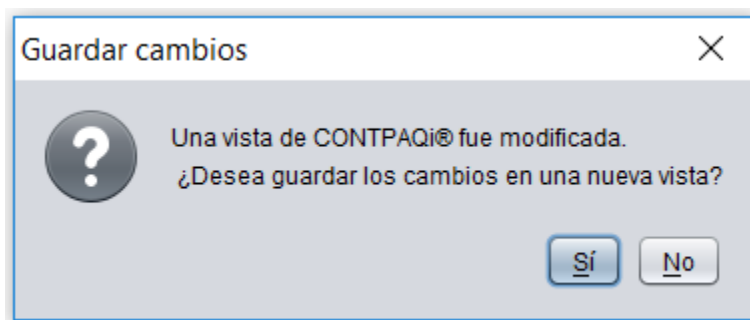 Guardar cambios
Una vista de CONTPAQi® fue modificada.
¿Desea guardar los cambios en una nueva vista?
Sí No